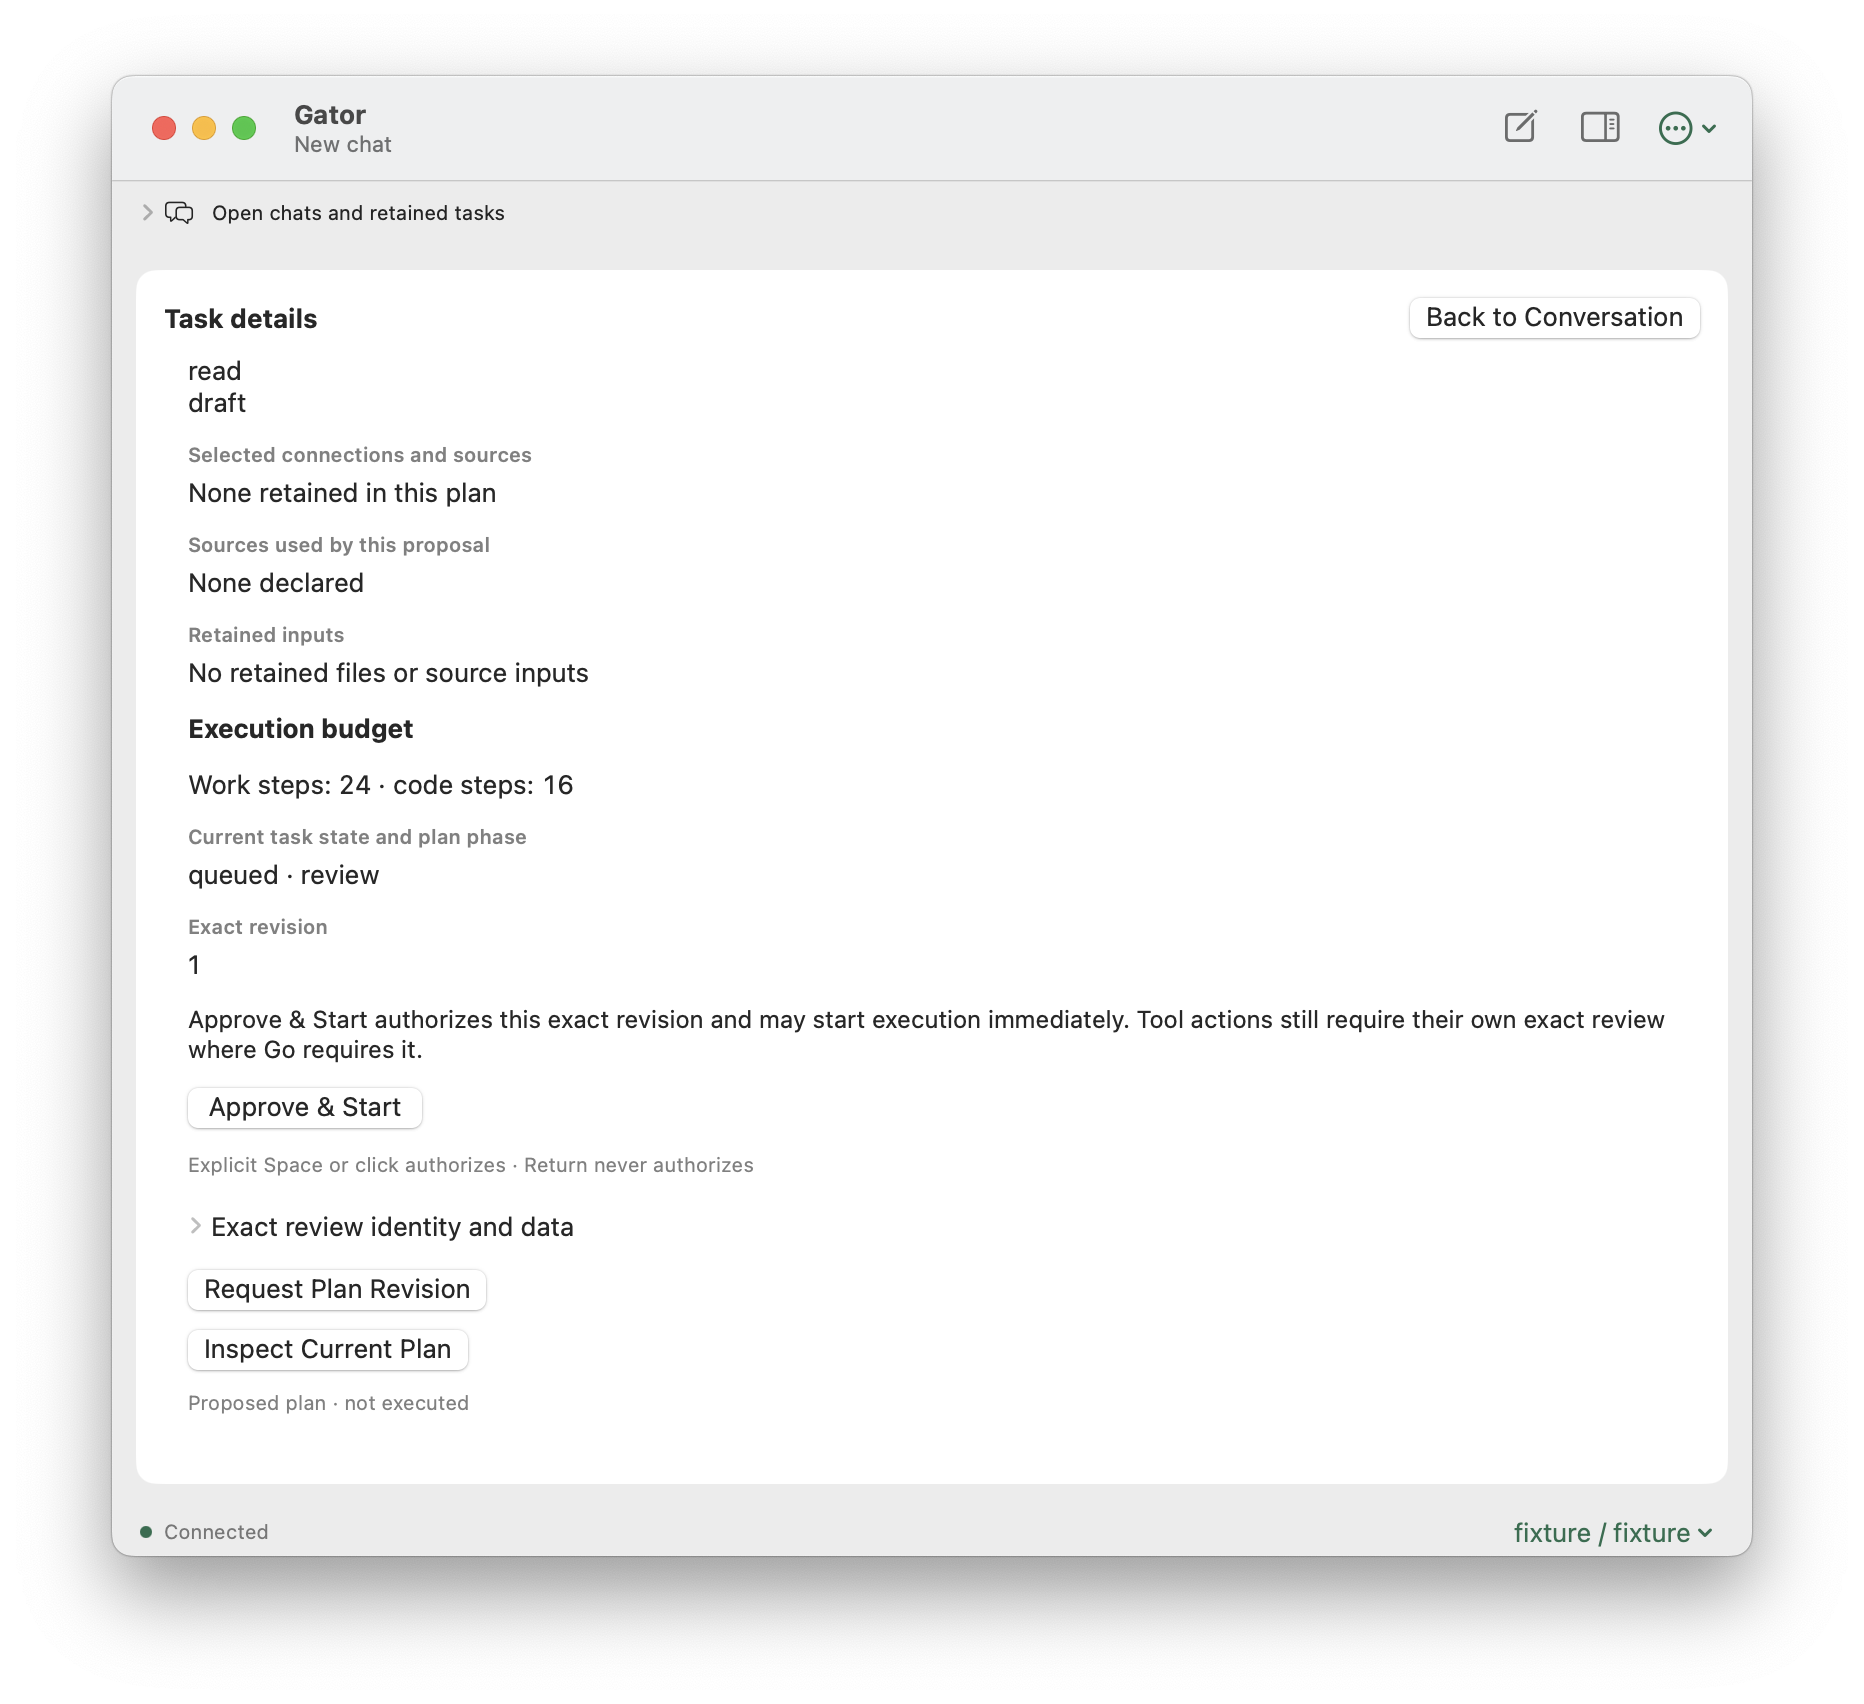 Gator
New chat
Open chats and retained tasks
Task details
Back to Conversation
read
draft
Selected connections and sources
None retained in this plan
Sources used by this proposal
None declared
Retained inputs
No retained files or source inputs
Execution budget
Work steps: 24 · code steps: 16
Current task state and plan phase
queued · review
Exact revision
1
Approve & Start authorizes this exact revision and may start execution immediately. Tool actions still require their own exact review
where Go requires it.
Approve & Start
Explicit Space or click authorizes · Return never authorizes
Exact review identity and data
Request Plan Revision
Inspect Current Plan
Proposed plan · not executed
Connected
fixture / fixture